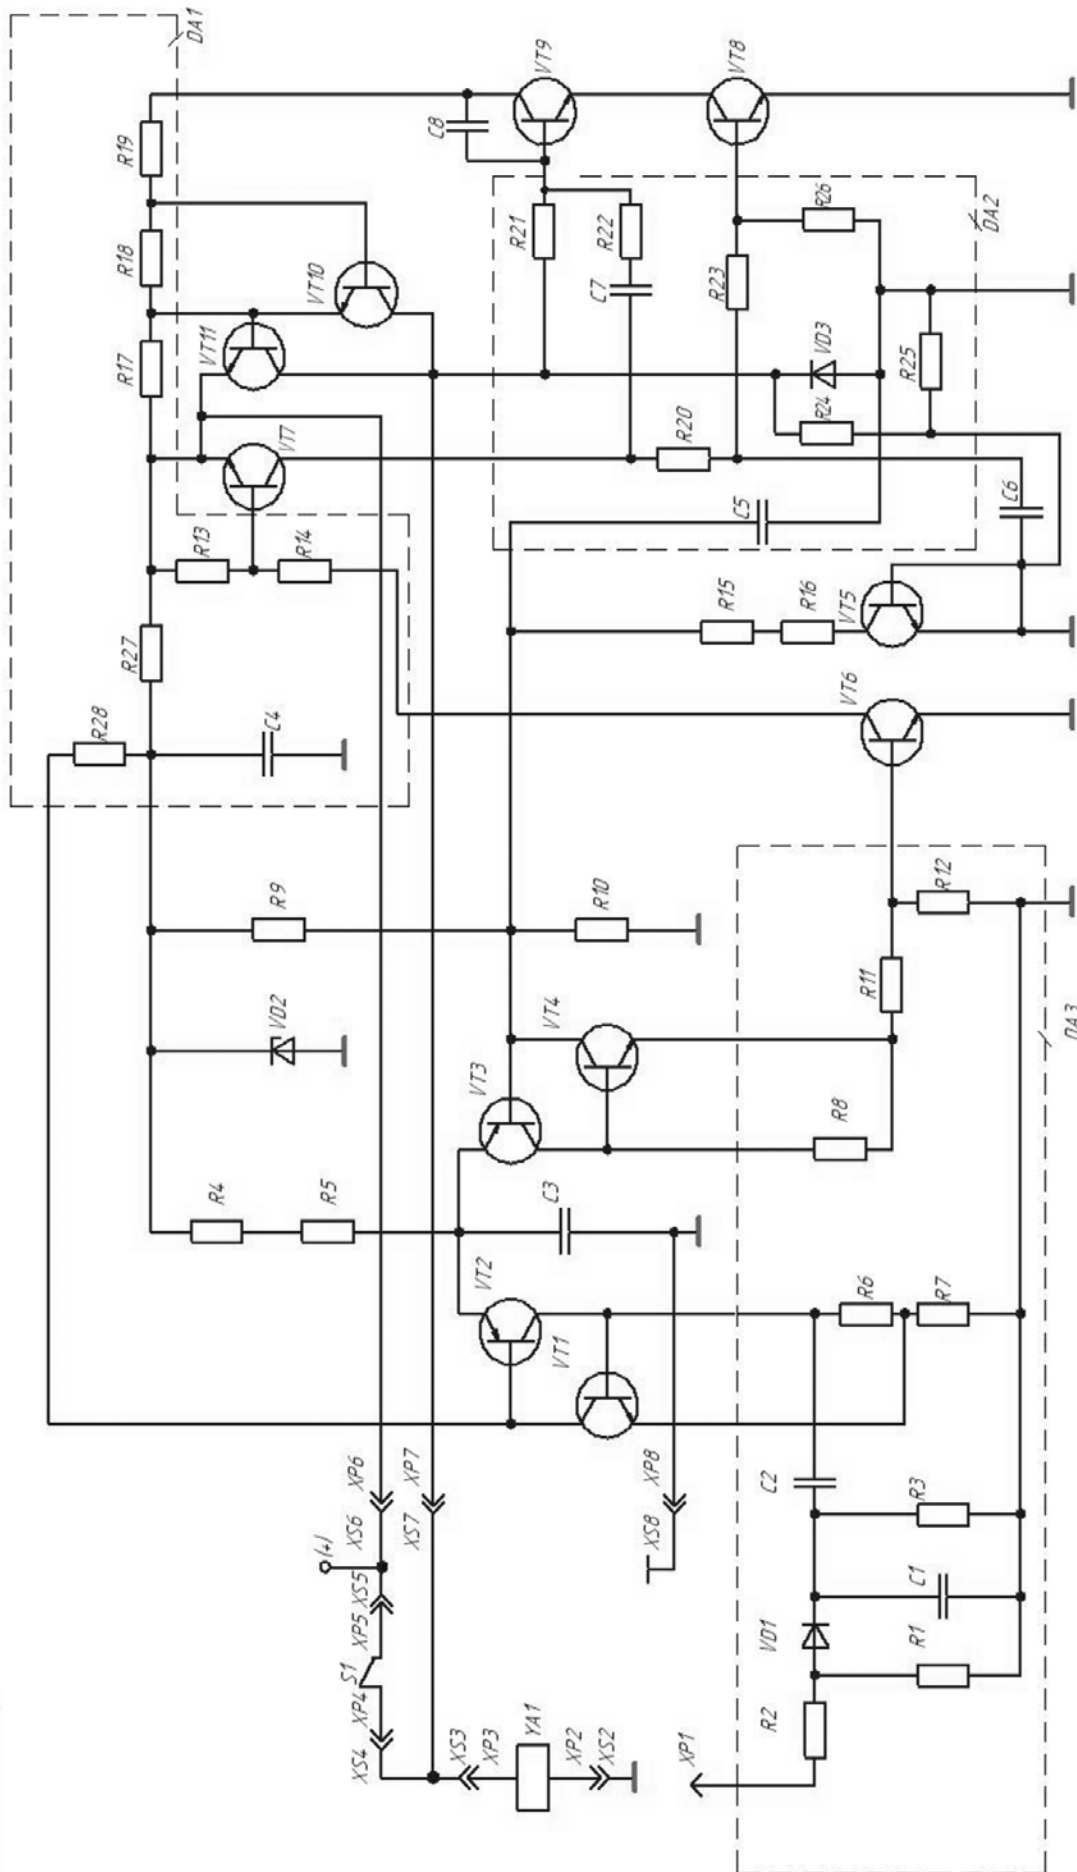 DA1
R19
R18
R17
R13
R14
R27
R28
C4
VT11
VT10
VT7
VT9
VT8
C8
R21
R22
C7
R23
R26
DA2
R20
VD3
R24
R25
C5
C6
R15
R16
VT5
VT6
R9
R10
VD2
VT3
VT4
R11
R12
DA3
R8
R4
R5
C3
VT2
VT1
R6
R7
C2
R3
C1
VD1
R1
R2
XP6
XS6
XP7
XS7
(+)
XS5
XP5
S1
XP4
XS4
XS3
XP3
YA1
XP2
XS2
XP8
XS8
XP1